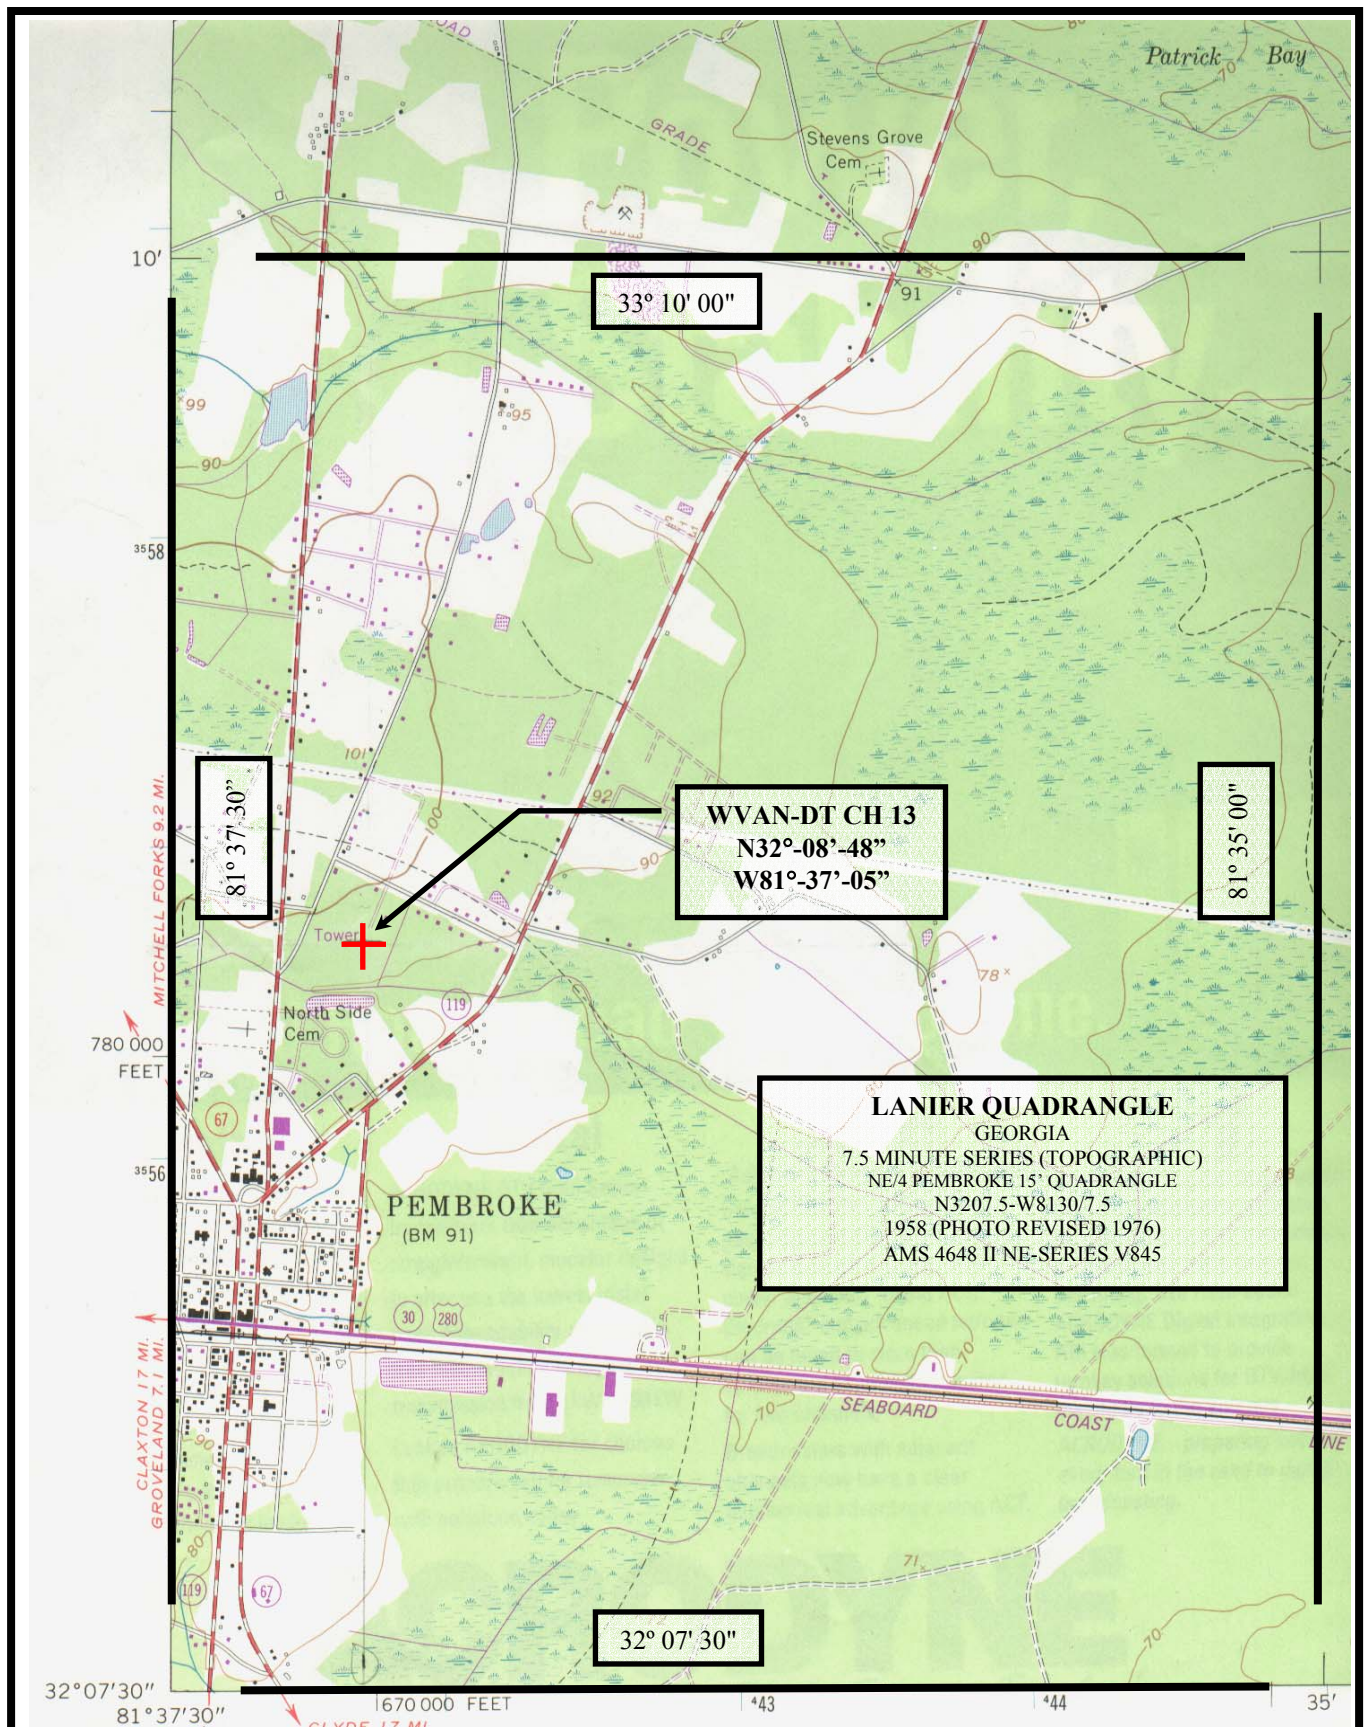 OAD
Patrick Bay
70
80
GRADE
Stevens Grove
Cem
10'
90
33° 10' 00"
91
99
95
90
3558
101
92
100
90
81° 37' 30”
WVAN-DT CH 13
N32°-08’-48”
W81°-37’-05”
81° 35' 00"
MITCHELL FORKS 9.2 MI.
Tower
78
119
North Side
Cem
780 000
FEET
67
LANIER QUADRANGLE
GEORGIA
7.5 MINUTE SERIES (TOPOGRAPHIC)
NE/4 PEMBROKE 15’ QUADRANGLE
N3207.5-W8130/7.5
1958 (PHOTO REVISED 1976)
AMS 4648 II NE-SERIES V845
3556
PEMBROKE
(BM 91)
30
280
70
CLAXTON 17 MI.
GROVELAND 7.1 MI.
70
SEABOARD
COAST
LINE
90
80
71
119
67
32° 07' 30"
70
32°07'30"
81°37'30"
670 000 FEET
443
444
35'
CLYDE 17 MI.